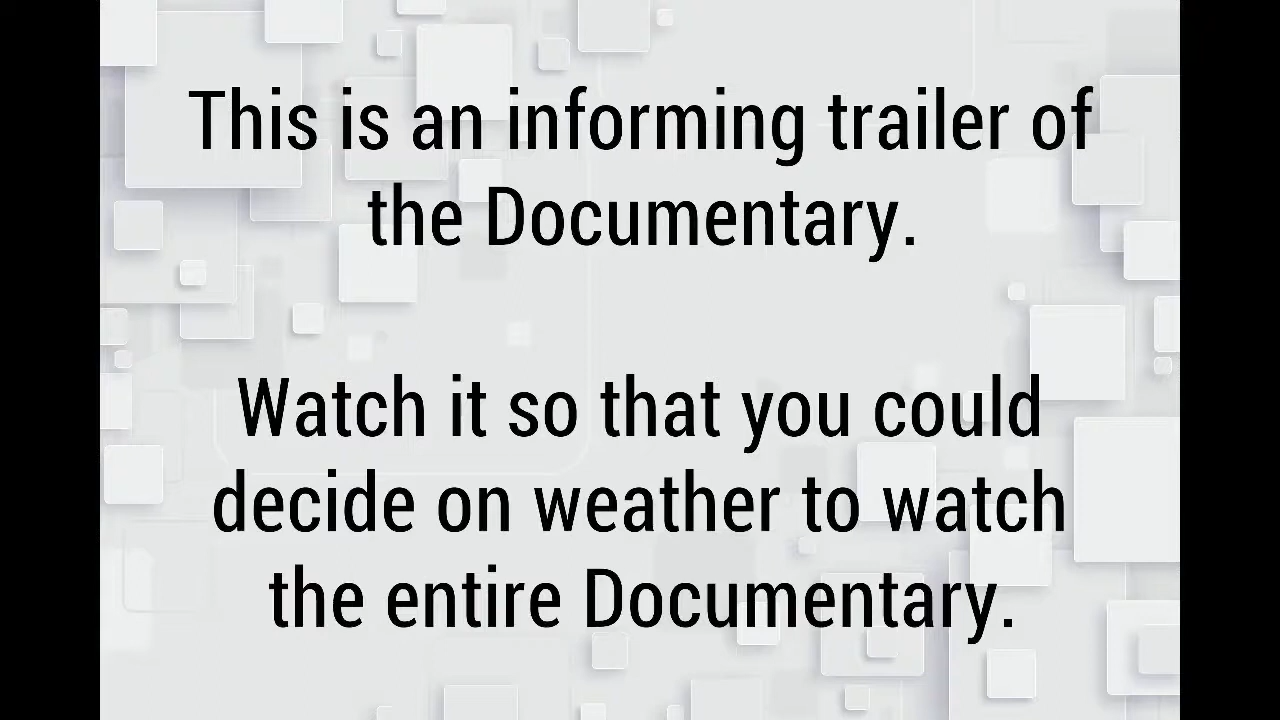 This is an informing trailer of
the Documentary.
Watch it so that you could
decide on weather to watch
the entire Documentary.